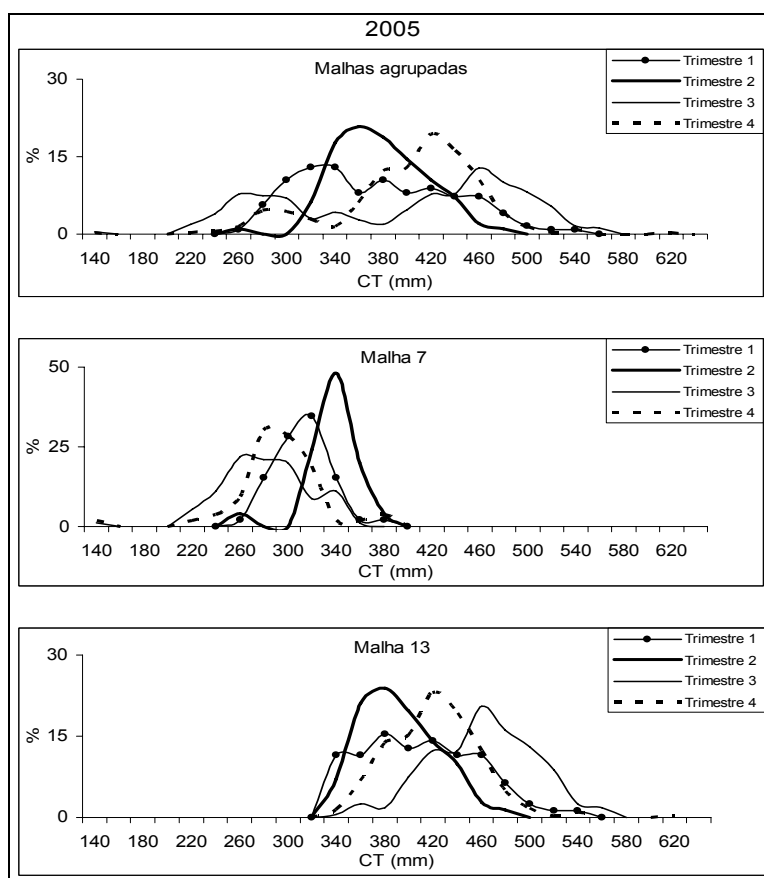 2005
Malhas agrupadas
Trimestre 1
Trimestre 2
Trimestre 3
Trimestre 4
30
15
0
%
140 180 220 260 300 340 380 420 460 500 540 580 620
CT (mm)
Malha 7
Trimestre 1
Trimestre 2
Trimestre 3
Trimestre 4
50
25
0
%
140 180 220 260 300 340 380 420 460 500 540 580 620
CT (mm)
Malha 13
Trimestre 1
Trimestre 2
Trimestre 3
Trimestre 4
30
15
0
%
140 180 220 260 300 340 380 420 460 500 540 580 620
CT (mm)